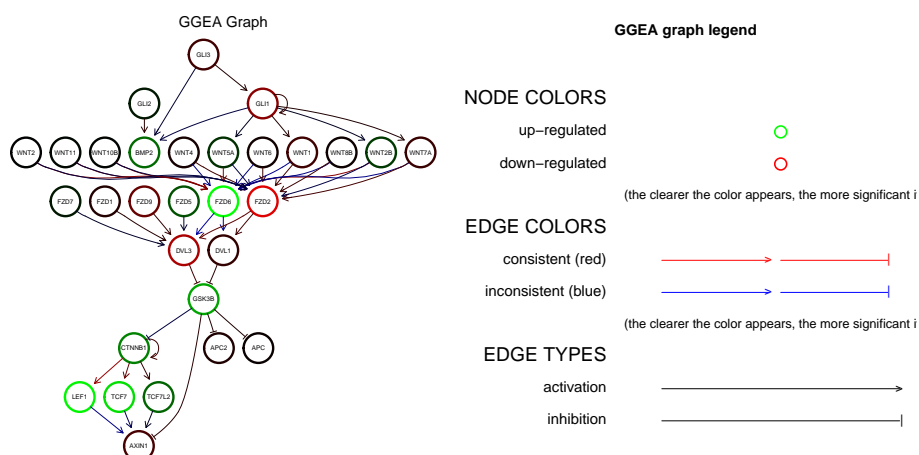 GGEA Graph
GLI3
GLI2
GLI1
WNT2 WNT11 WNT10B BMP2 WNT4 WNT5A WNT6 WNT1 WNT8B WNT2B WNT7A
FZD7 FZD1 FZD9 FZD5 FZD6 FZD2
DVL3 DVL1
GSK3B
CTNNB1 APC2 APC
LEF1 TCF7 TCF7L2
AXIN1
GGEA graph legend
NODE COLORS
up−regulated
down−regulated
(the clearer the color appears, the more significant i
EDGE COLORS
consistent (red)
inconsistent (blue)
(the clearer the color appears, the more significant i
EDGE TYPES
activation
inhibition